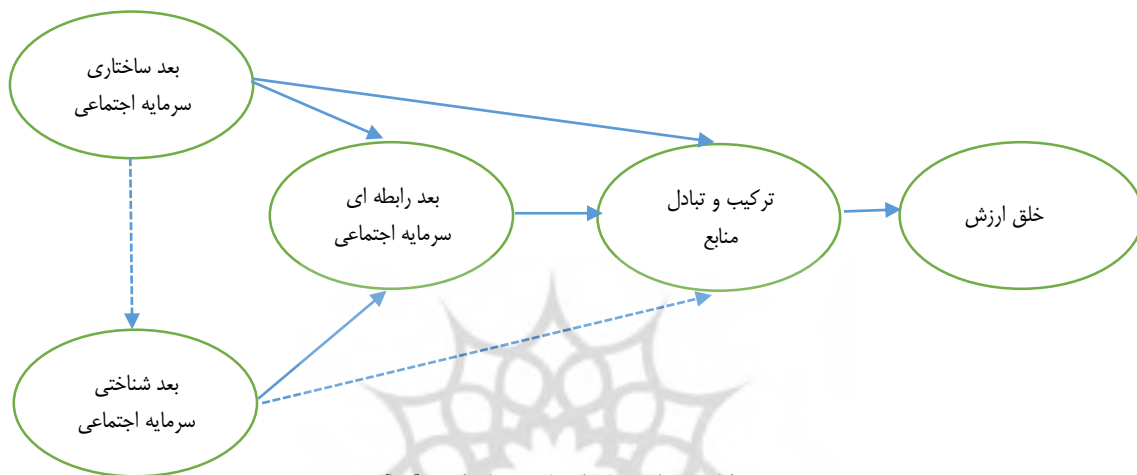 بعد ساختاری
سرمایه اجتماعی
بعد رابطه ای
سرمایه اجتماعی
ترکیب و تبادل
منابع
خلق ارزش
بعد شناختی
سرمایه اجتماعی